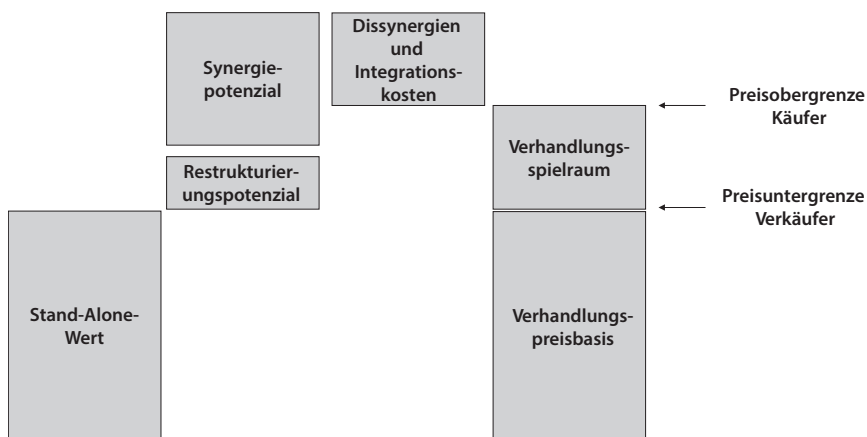 Synergie-
potenzial
Dissynergien
und
Integrations-
kosten
Preisobergrenze
Käufer
Restrukturier-
ungspotenzial
Verhandlungs-
spielraum
Preisuntergrenze
Verkäufer
Stand-Alone-
Wert
Verhandlungs-
preisbasis